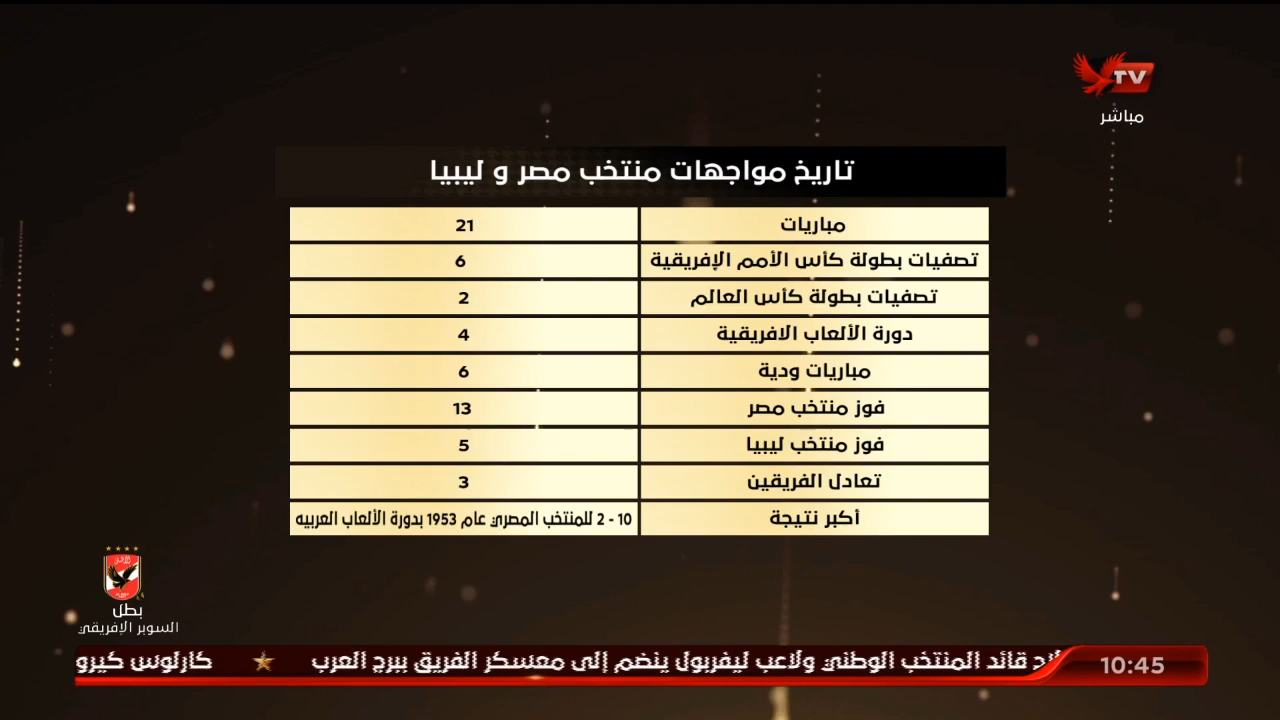 TV
مباشر
تاريخ مواجهات منتخب مصر و ليبيا
مباريات 21
تصفيات بطولة كأس الأمم الإفريقية 6
تصفيات بطولة كأس العالم 2
دورة الألعاب الافريقية 4
مباريات ودية 6
فوز منتخب مصر 13
فوز منتخب ليبيا 5
تعادل الفريقين 3
أكبر نتيجة 10 - 2 للمنتخب المصري عام 1953 بدورة الألعاب العربيه
بطل
السوبر الإفريقي
10:45 قائد المنتخب الوطني ولاعب ليفربول ينضم إلى معسكر الفريق ببرج العرب كارلوس كيرو